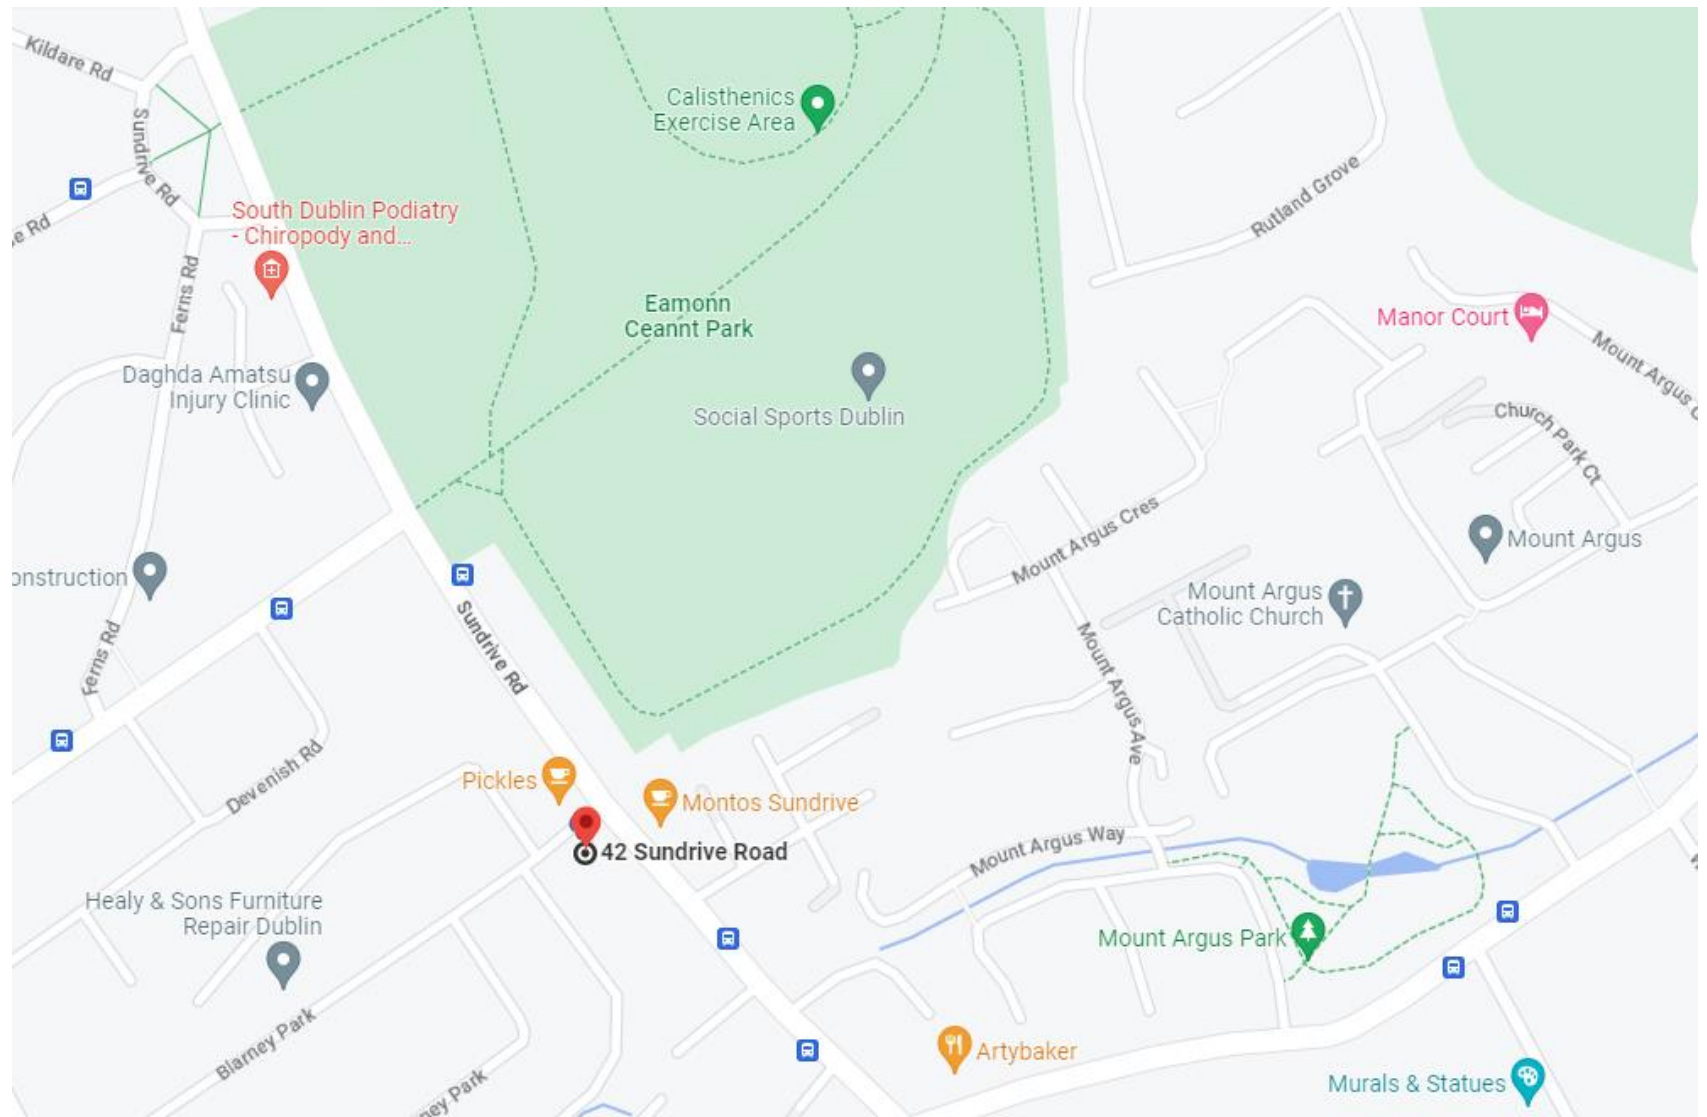 Kildare Rd
Calisthenics
Exercise Area
Sundrive Rd
Rutland Grove
South Dublin Podiatry
- Chiropody and...
e Rd
Ferns Rd
Eamonn
Ceannt Park
Manor Court
Mount Argus C
Daghda Amatsu
Injury Clinic
Social Sports Dublin
Church Park Ct
Mount Argus Cres
Mount Argus
onstruction
Mount Argus
Catholic Church
Sundrive Rd
Ferns Rd
Mount Argus Ave
Devenish Rd
Pickles
Montos Sundrive
Mount Argus Way
42 Sundrive Road
Healy & Sons Furniture
Repair Dublin
Mount Argus Park
Blarney Park
Artybaker
ney Park
Murals & Statues